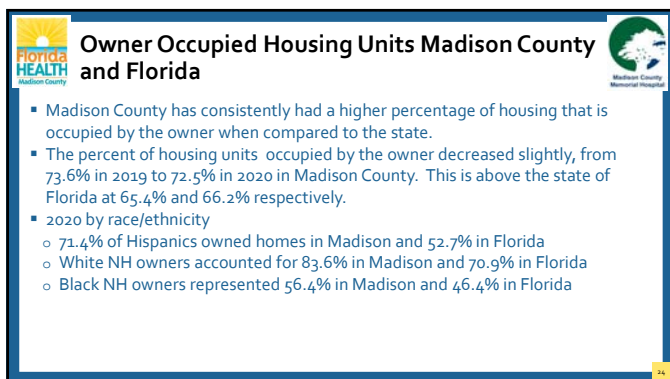 Florida
HEALTH
Madison County
Owner Occupied Housing Units Madison County
and Florida
Madison County
Memorial Hospital
▪ Madison County has consistently had a higher percentage of housing that is
occupied by the owner when compared to the state.
▪ The percent of housing units occupied by the owner decreased slightly, from
73.6% in 2019 to 72.5% in 2020 in Madison County. This is above the state of
Florida at 65.4% and 66.2% respectively.
▪ 2020 by race/ethnicity
o 71.4% of Hispanics owned homes in Madison and 52.7% in Florida
o White NH owners accounted for 83.6% in Madison and 70.9% in Florida
o Black NH owners represented 56.4% in Madison and 46.4% in Florida
24